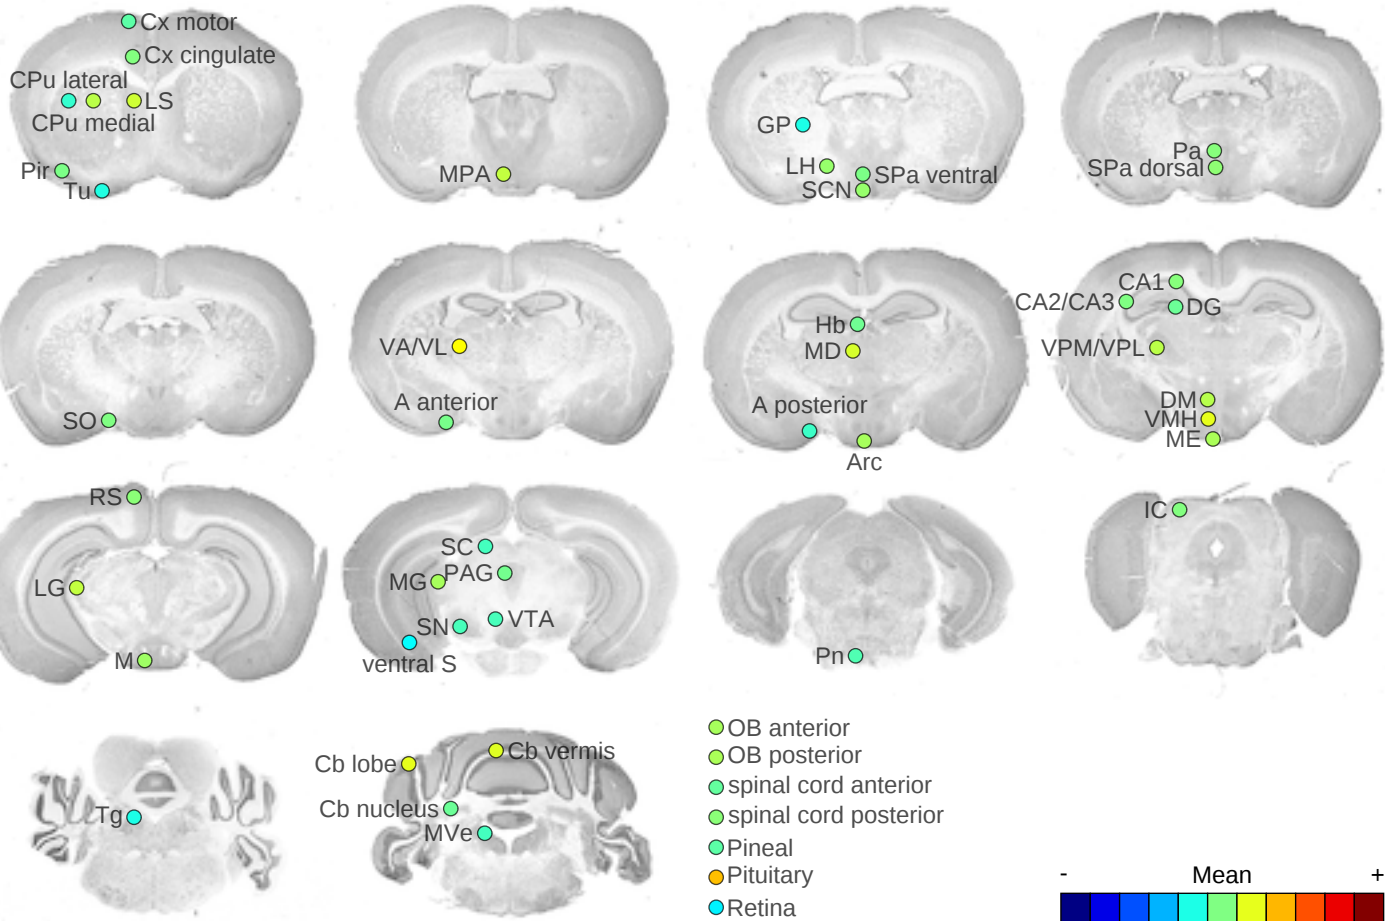 Cx motor
Cx cingulate
CPu lateral
LS
CPu medial
Pir
Tu
MPA
GP
LH
SPa ventral
SCN
Pa
SPa dorsal
SO
VA/VL
A anterior
Hb
MD
A posterior
Arc
CA1
CA2/CA3
DG
VPM/VPL
DM
VMH
ME
RS
LG
M
SC
PAG
MG
VTA
SN
ventral S
Pn
IC
Tg
Cb vermis
Cb lobe
Cb nucleus
MVe
OB anterior
OB posterior
spinal cord anterior
spinal cord posterior
Pineal
Pituitary
Retina
- Mean +